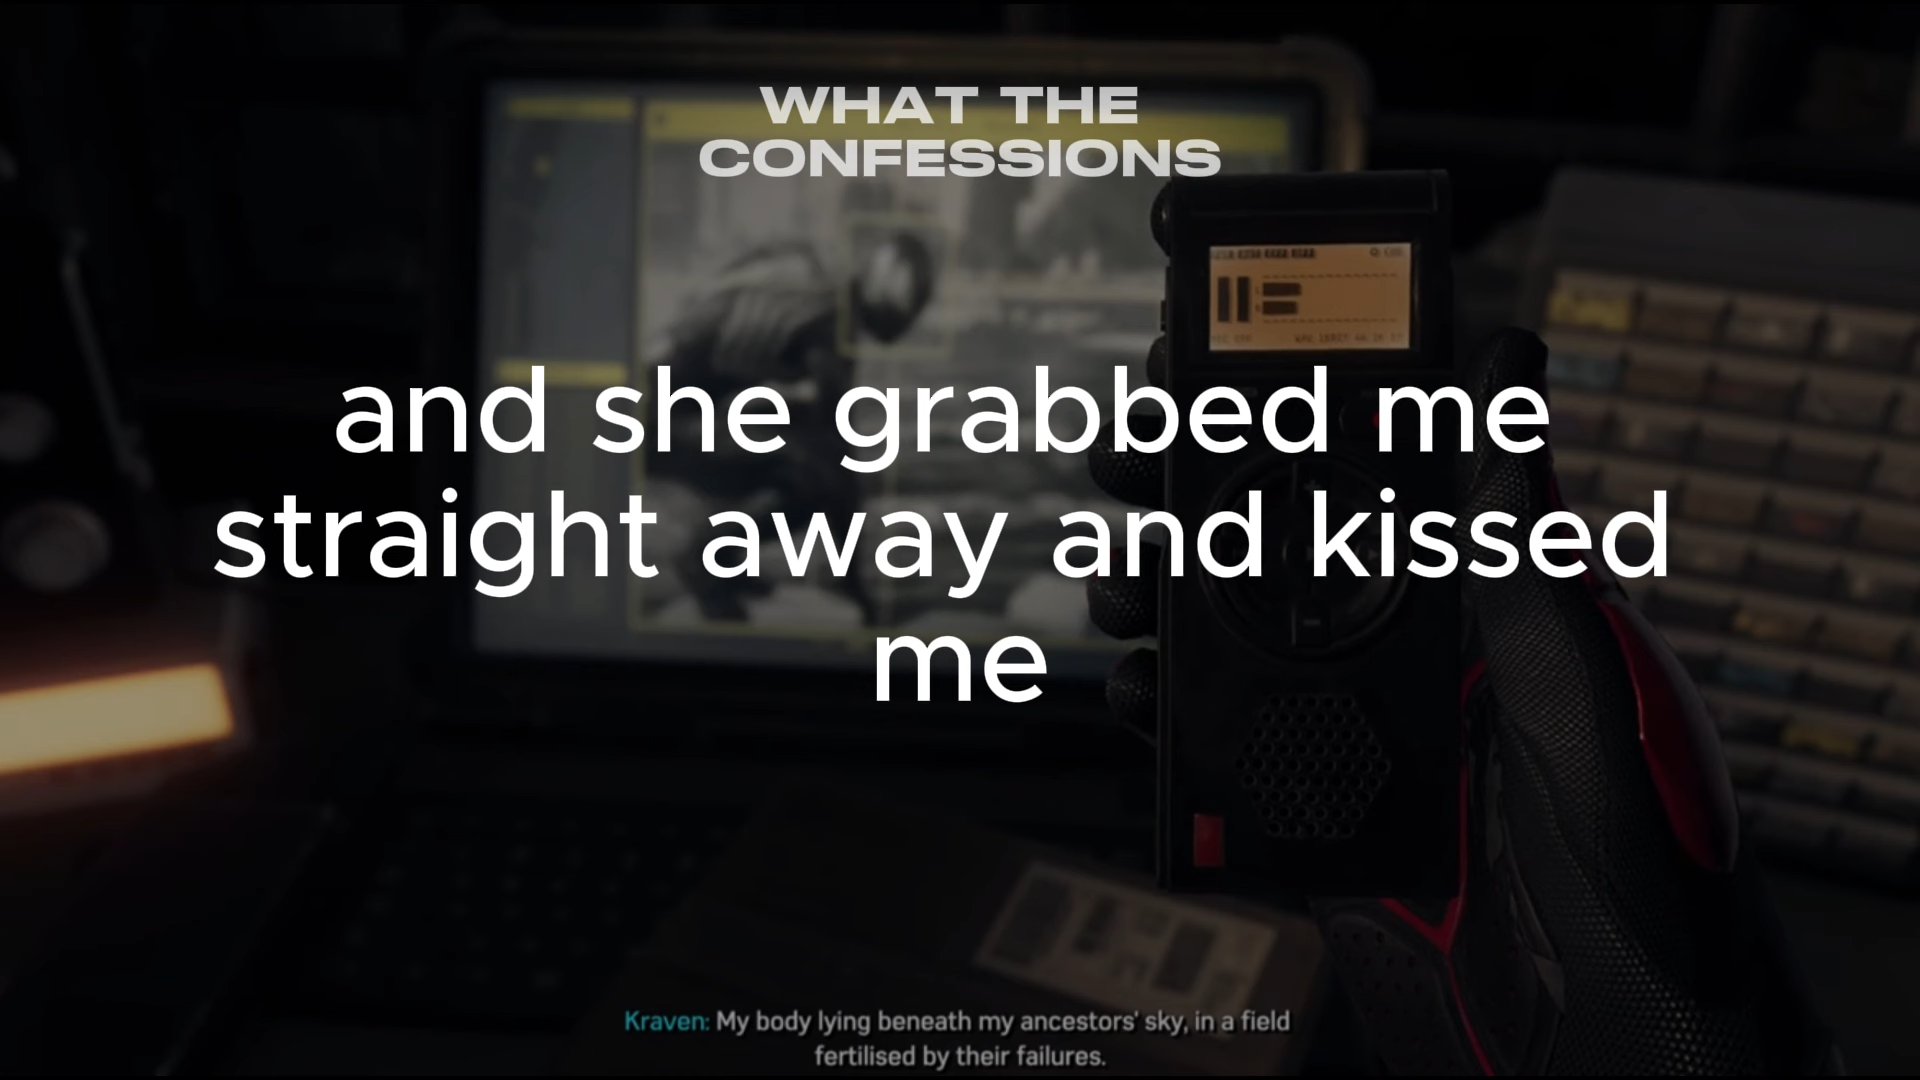 WHAT THE
CONFESSIONS
and she grabbed me
straight away and kissed
me
Kraven: My body lying beneath my ancestors' sky, in a field
fertilised by their failures.